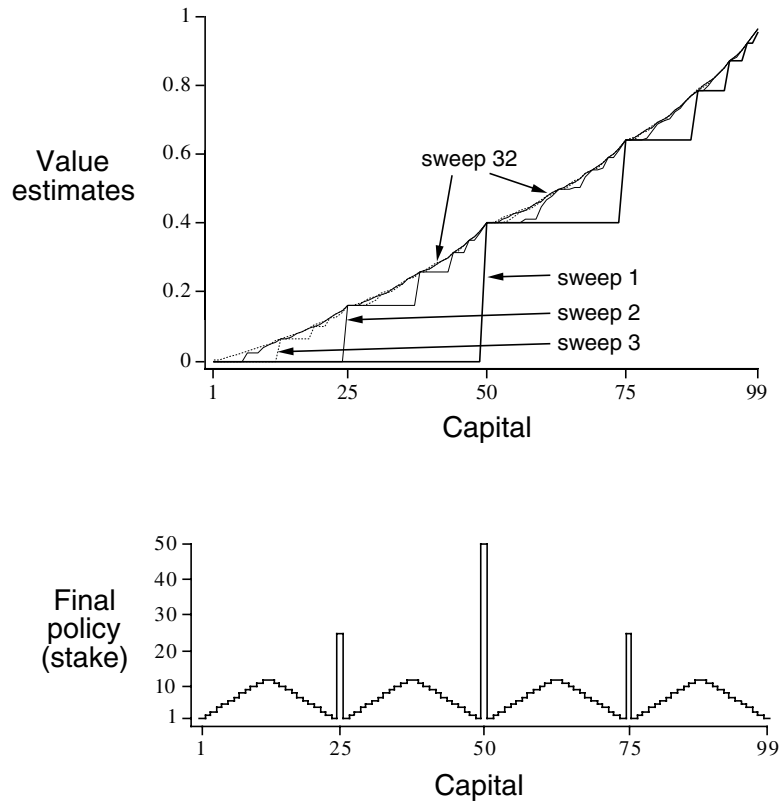 1
0.8
Value
estimates
0.6
sweep 32
0.4
sweep 1
0.2
sweep 2
sweep 3
0
1
25
50
75
99
Capital
50
40
Final
policy
(stake)
30
20
10
1
1
25
50
75
99
Capital